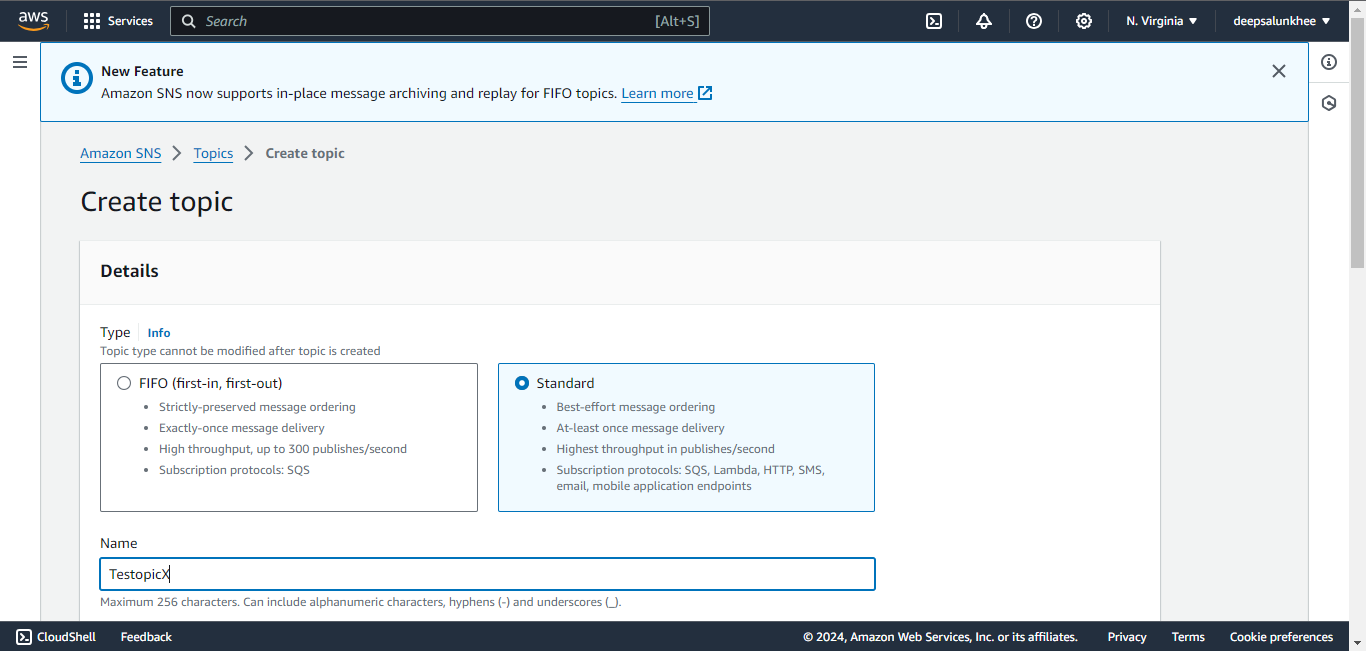 aws Services Search [Alt+S] N. Virginia deepsalunkhee
New Feature
Amazon SNS now supports in-place message archiving and replay for FIFO topics. Learn more
Amazon SNS Topics Create topic
Create topic
Details
Type Info
Topic type cannot be modified after topic is created
FIFO (first-in, first-out)
• Strictly-preserved message ordering
• Exactly-once message delivery
• High throughput, up to 300 publishes/second
• Subscription protocols: SQS
Standard
• Best-effort message ordering
• At-least once message delivery
• Highest throughput in publishes/second
• Subscription protocols: SQS, Lambda, HTTP, SMS,
email, mobile application endpoints
Name
TestopicX
Maximum 256 characters. Can include alphanumeric characters, hyphens (-) and underscores (_).
CloudShell Feedback © 2024, Amazon Web Services, Inc. or its affiliates. Privacy Terms Cookie preferences